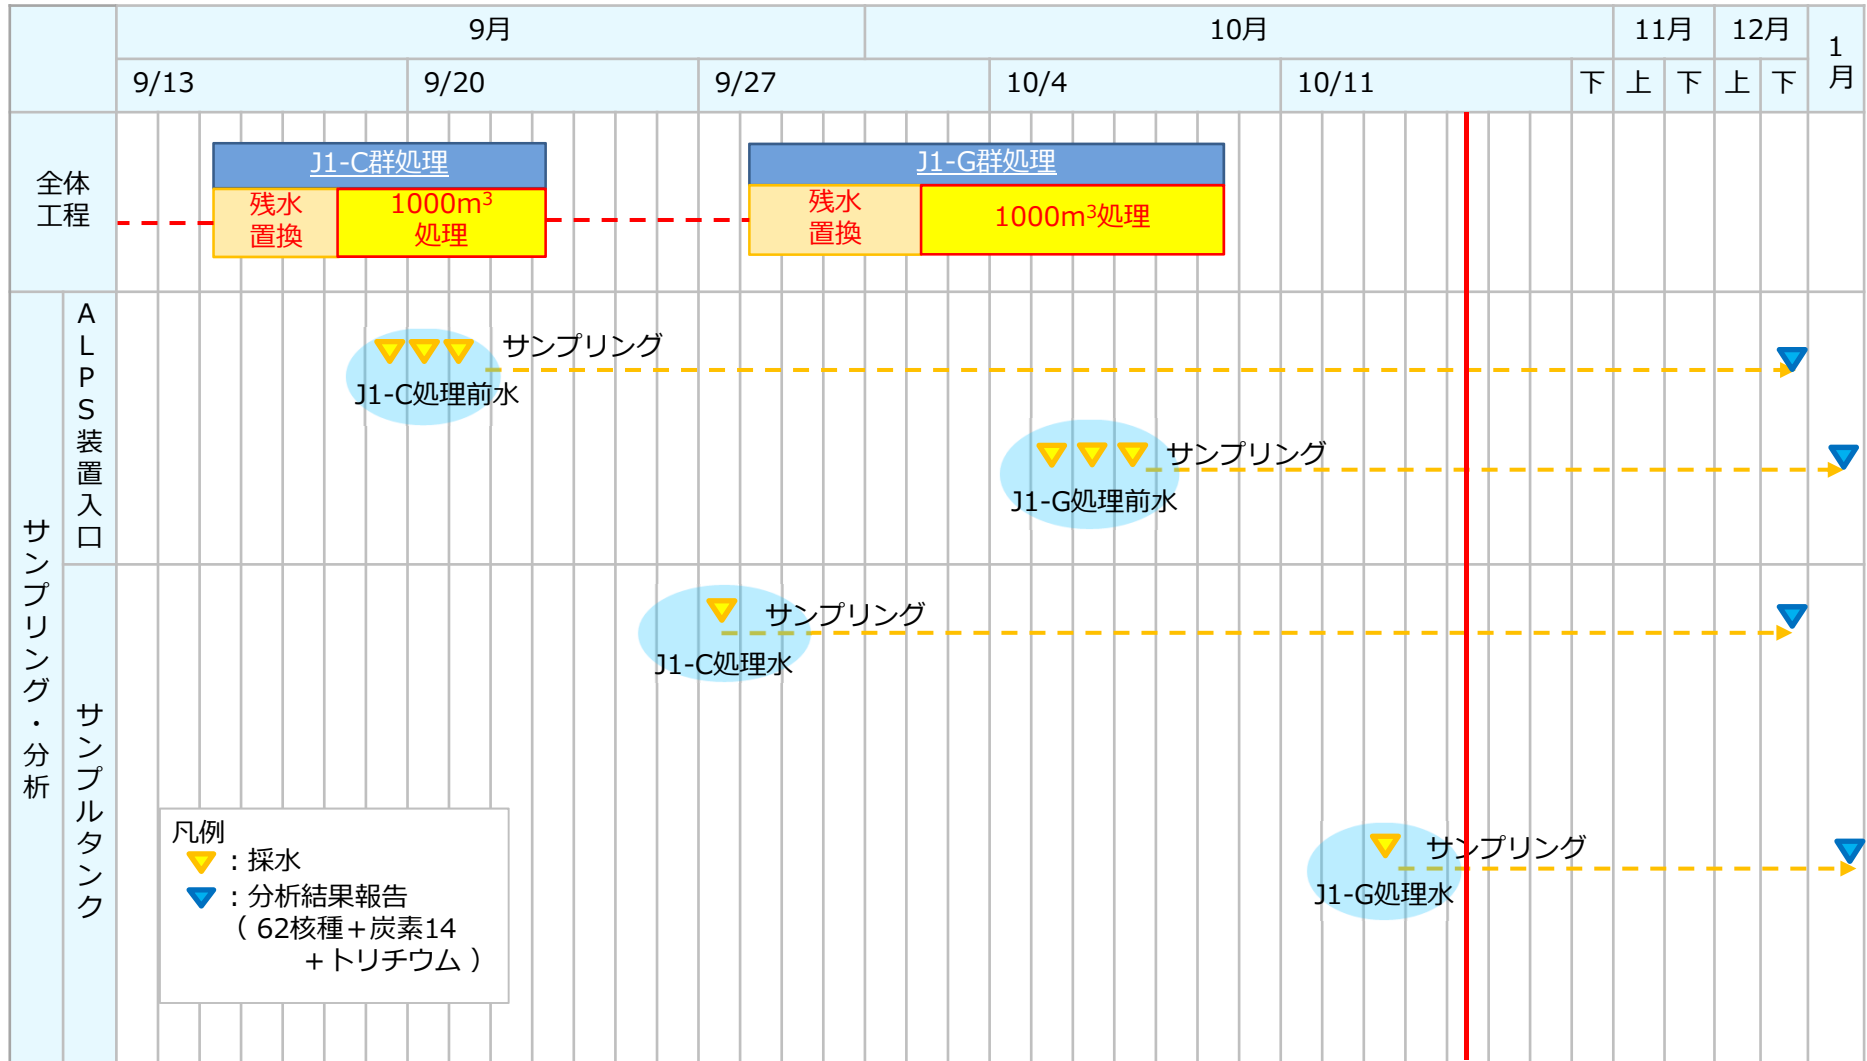 9月
10月
11月
12月
1
月
9/13
9/20
9/27
10/4
10/11
下
上
下
上
下
全体
工程
J1-C群処理
残水
置換
1000m³
処理
J1-G群処理
残水
置換
1000m³処理
サンプリング・分析
ALPS装置入口
サンプリング
J1-C処理前水
サンプリング
J1-G処理前水
サンプルタンク
サンプリング
J1-C処理水
サンプリング
J1-G処理水
凡例
：採水
：分析結果報告
（ 62核種＋炭素14
＋トリチウム ）